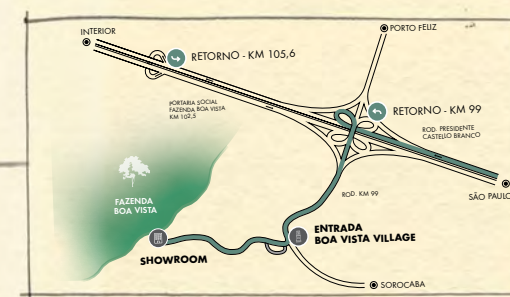 INTERIOR
PORTO FELIZ
RETORNO - KM 105,6
PORTARIA SOCIAL
FAZENDA BOA VISTA
KM 102,5
RETORNO - KM 99
ROD. PRESIDENTE
CASTELLO BRANCO
SÃO PAULO
ROD. KM 99
FAZENDA
BOA VISTA
ENTRADA
BOA VISTA VILLAGE
SHOWROOM
SOROCABA